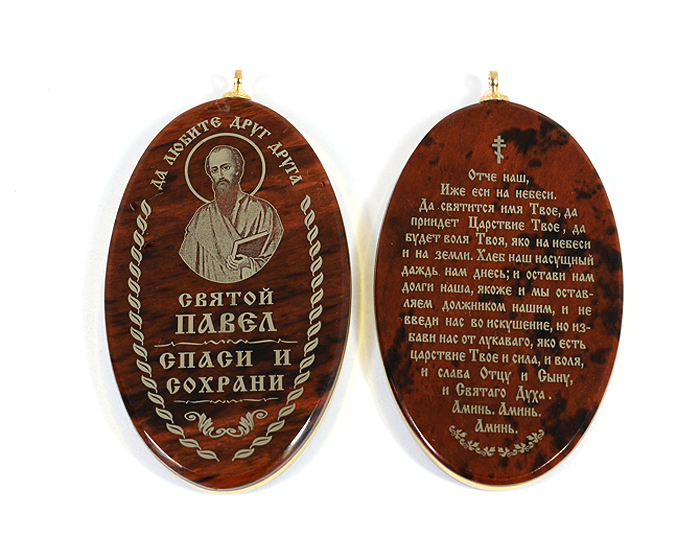 ДА ЛЮБИТЕ ДРУГ ДРУГА
СВЯТОЙ
ПАВЕЛ
СПАСИ И
СОХРАНИ
Отче наш,
Иже еси на небеси.
Да святится имя Твое, да
приидет Царствие Твое, да
будет воля Твоя, яко на небеси
и на земли. Хлеб наш насущный
даждь нам днесь; и остави нам
долги наша, якоже и мы остав-
ляем должником нашим, и не
введи нас во искушение, но из-
бави нас от лукаваго, яко есть
царствие Твое и сила, и воля,
и слава Отцу и Сыну,
и Святаго Духа.
Аминь. Аминь.
Аминь.